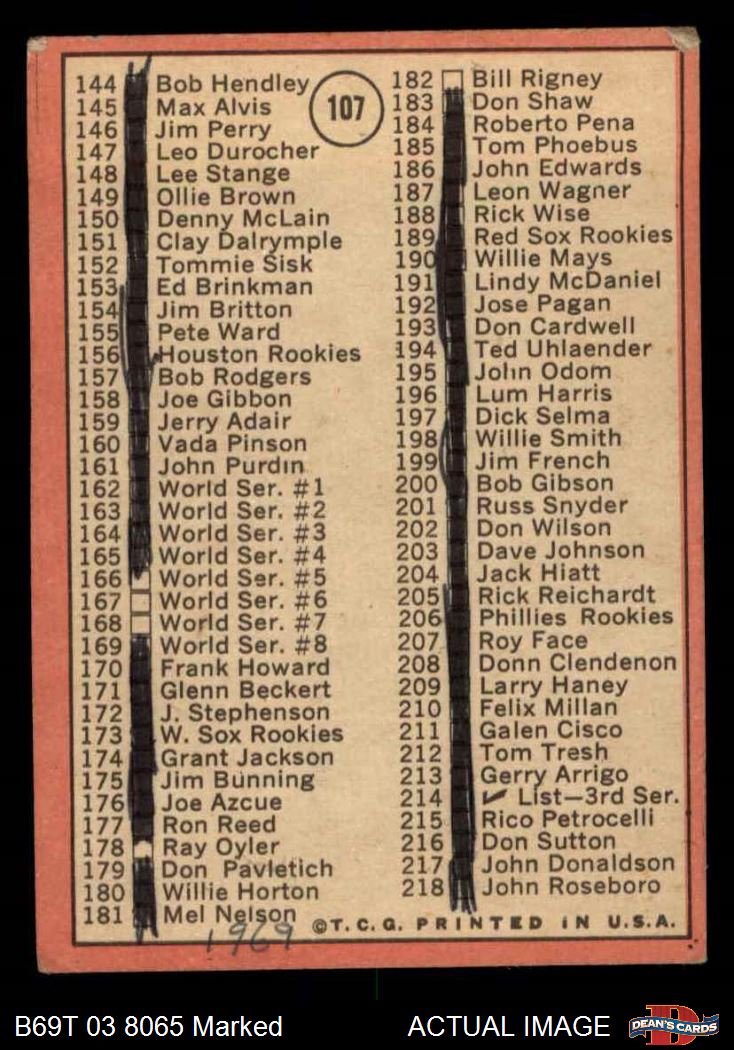 107
144 Bob Hendley
145 Max Alvis
146 Jim Perry
147 Leo Durocher
148 Lee Stange
149 Ollie Brown
150 Denny McLain
151 Clay Dalrymple
152 Tommie Sisk
153 Ed Brinkman
154 Jim Britton
155 Pete Ward
156 Houston Rookies
157 Bob Rodgers
158 Joe Gibbon
159 Jerry Adair
160 Vada Pinson
161 John Purdin
162 World Ser. #1
163 World Ser. #2
164 World Ser. #3
165 World Ser. #4
166 World Ser. #5
167 World Ser. #6
168 World Ser. #7
169 World Ser. #8
170 Frank Howard
171 Glenn Beckert
172 J. Stephenson
173 W. Sox Rookies
174 Grant Jackson
175 Jim Bunning
176 Joe Azcue
177 Ron Reed
178 Ray Oyler
179 Don Pavletich
180 Willie Horton
181 Mel Nelson
182 Bill Rigney
183 Don Shaw
184 Roberto Pena
185 Tom Phoebus
186 John Edwards
187 Leon Wagner
188 Rick Wise
189 Red Sox Rookies
190 Willie Mays
191 Lindy McDaniel
192 Jose Pagan
193 Don Cardwell
194 Ted Uhlaender
195 John Odom
196 Lum Harris
197 Dick Selma
198 Willie Smith
199 Jim French
200 Bob Gibson
201 Russ Snyder
202 Don Wilson
203 Dave Johnson
204 Jack Hiatt
205 Rick Reichardt
206 Phillies Rookies
207 Roy Face
208 Donn Clendenon
209 Larry Haney
210 Felix Millan
211 Galen Cisco
212 Tom Tresh
213 Gerry Arrigo
214 ✓ List—3rd Ser.
215 Rico Petrocelli
216 Don Sutton
217 John Donaldson
218 John Roseboro
©T.C.G. PRINTED IN U.S.A.
1969
B69T 03 8065 Marked
ACTUAL IMAGE
DEAN'S CARDS